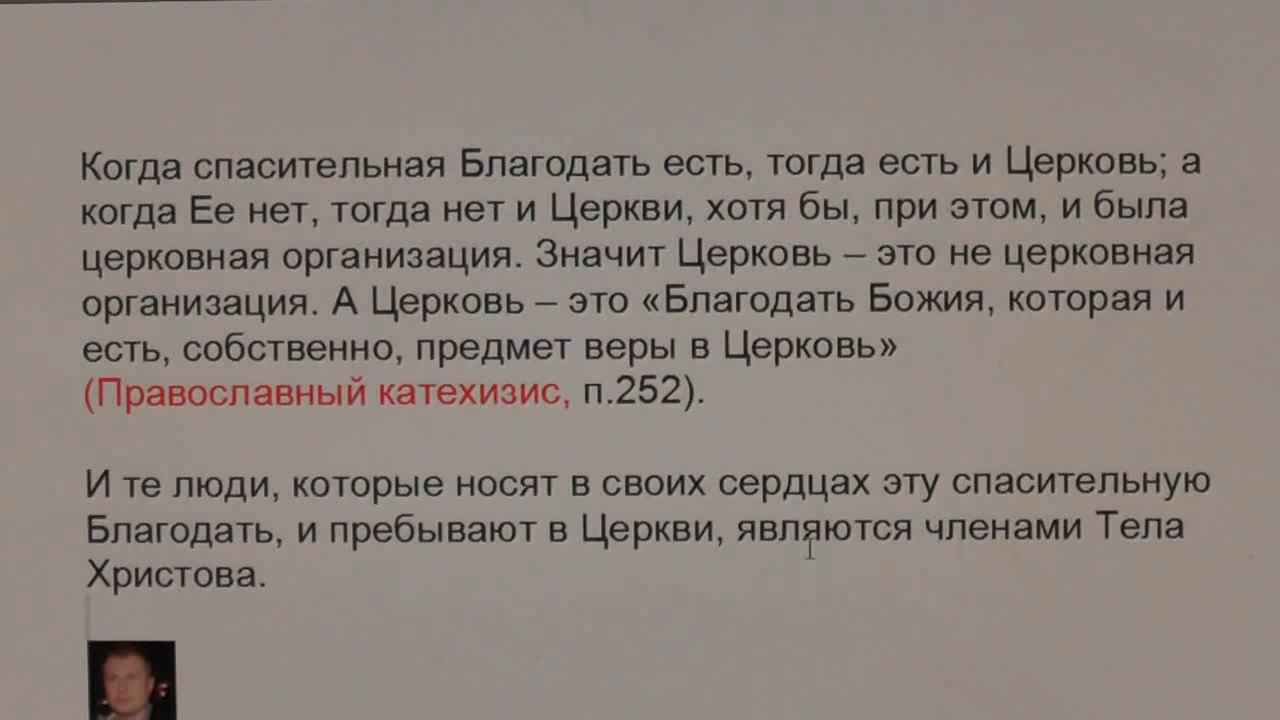 Когда спасительная Благодать есть, тогда есть и Церковь; а
когда Ее нет, тогда нет и Церкви, хотя бы, при этом, и была
церковная организация. Значит Церковь – это не церковная
организация. А Церковь – это «Благодать Божия, которая и
есть, собственно, предмет веры в Церковь»
(Православный катехизис, п.252).
И те люди, которые носят в своих сердцах эту спасительную
Благодать, и пребывают в Церкви, являются членами Тела
Христова.